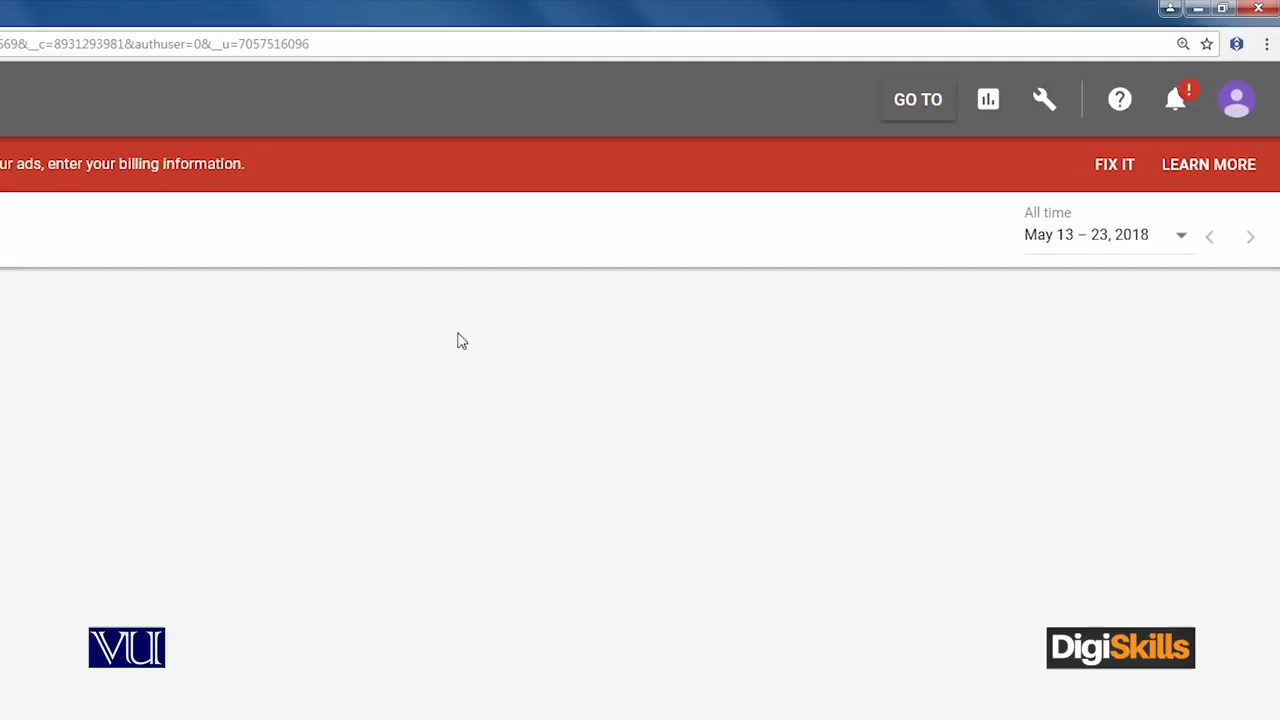 569&__c=8931293981&authuser=0&__u=7057516096
GO TO
!
ur ads, enter your billing information.
FIX IT
LEARN MORE
All time
May 13 – 23, 2018
VU
DigiSkills